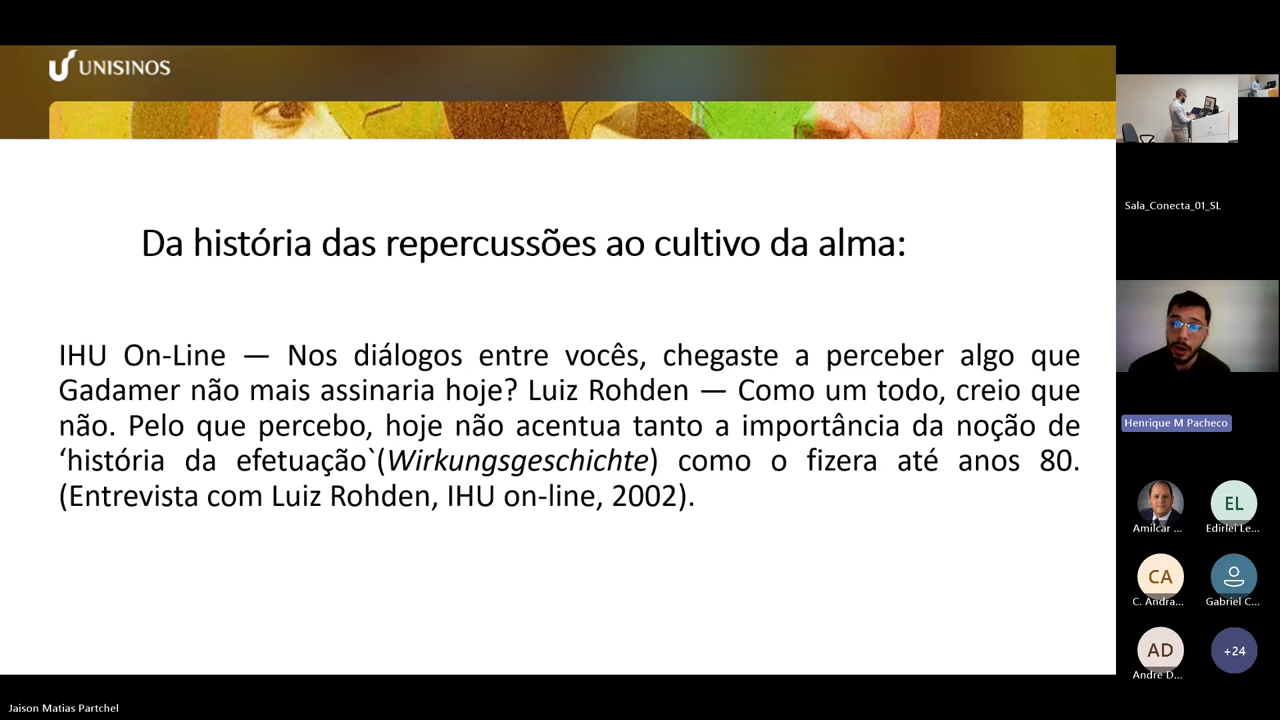 UNISINOS
Da história das repercussões ao cultivo da alma:
IHU On-Line — Nos diálogos entre vocês, chegaste a perceber algo que
Gadamer não mais assinaria hoje? Luiz Rohden — Como um todo, creio que
não. Pelo que percebo, hoje não acentua tanto a importância da noção de
‘história da efetuação`(Wirkungsgeschichte) como o fizera até anos 80.
(Entrevista com Luiz Rohden, IHU on-line, 2002).
Sala_Conecta_01_SL
Henrique M Pacheco
Amilcar ...
EL
Edirlei Le...
CA
C. Andra...
Gabriel C...
AD
Andre D...
+24
Jaison Matias Partchel